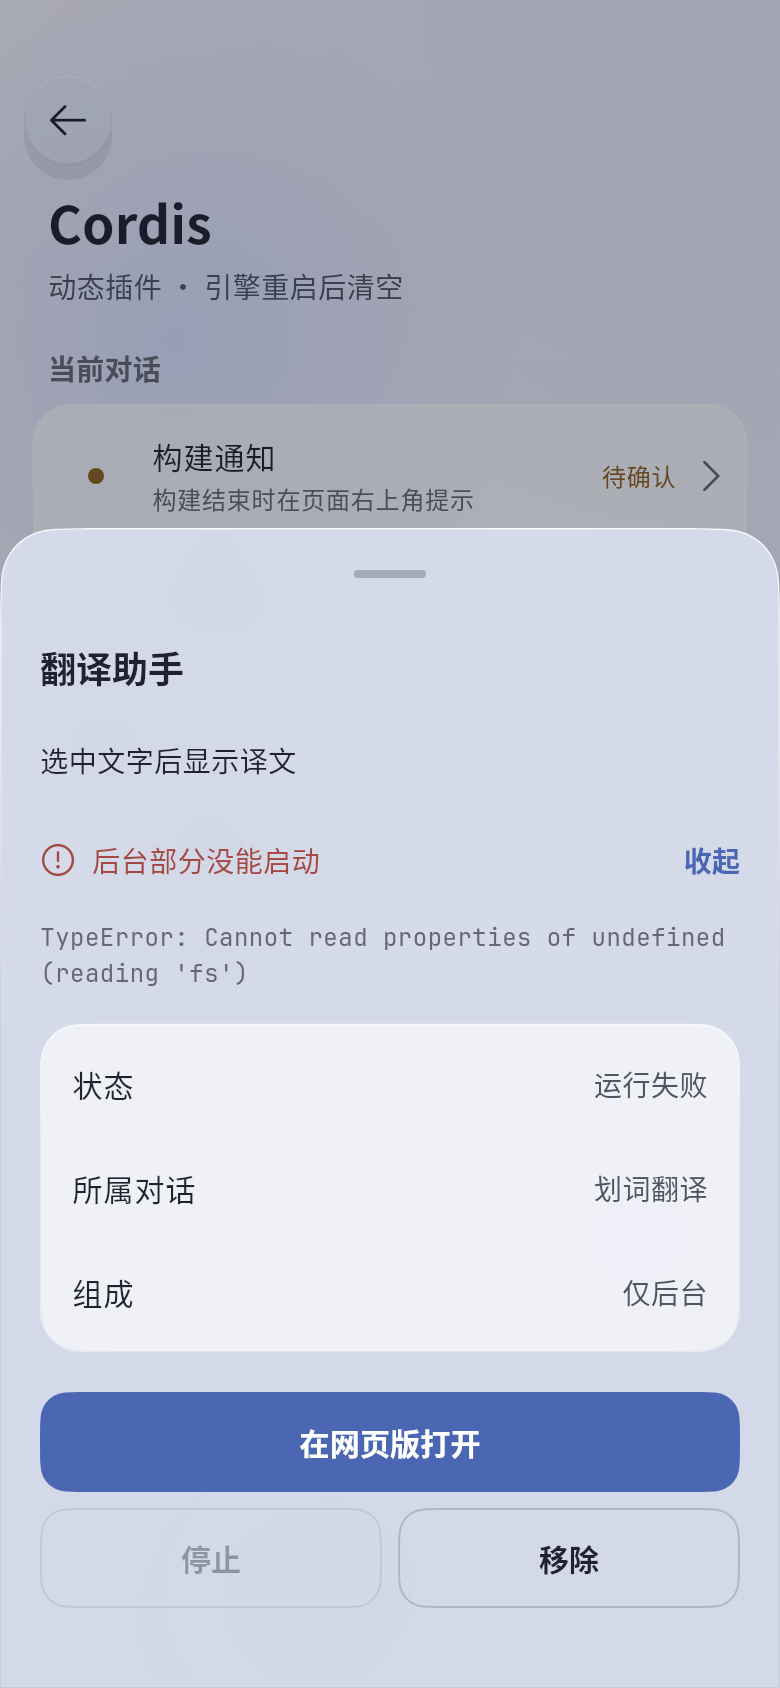 Cordis
动态插件 · 引擎重启后清空
当前对话
构建通知
待确认
构建结束时在页面右上角提示
翻译助手
选中文字后显示译文
后台部分没能启动
收起
TypeError: Cannot read properties of undefined
(reading 'fs')
状态
运行失败
所属对话
划词翻译
组成
仅后台
在网页版打开
停止
移除